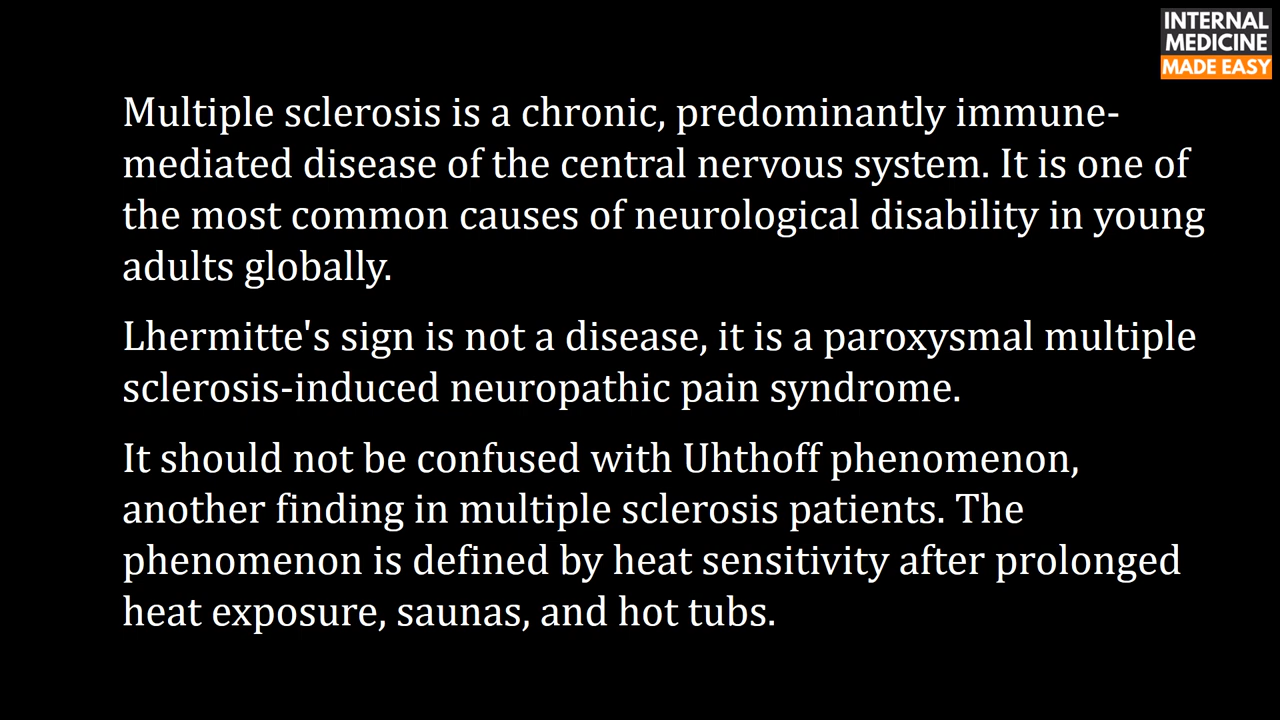 INTERNAL
MEDICINE
MADE EASY
Multiple sclerosis is a chronic, predominantly immune-
mediated disease of the central nervous system. It is one of
the most common causes of neurological disability in young
adults globally.
Lhermitte's sign is not a disease, it is a paroxysmal multiple
sclerosis-induced neuropathic pain syndrome.
It should not be confused with Uhthoff phenomenon,
another finding in multiple sclerosis patients. The
phenomenon is defined by heat sensitivity after prolonged
heat exposure, saunas, and hot tubs.